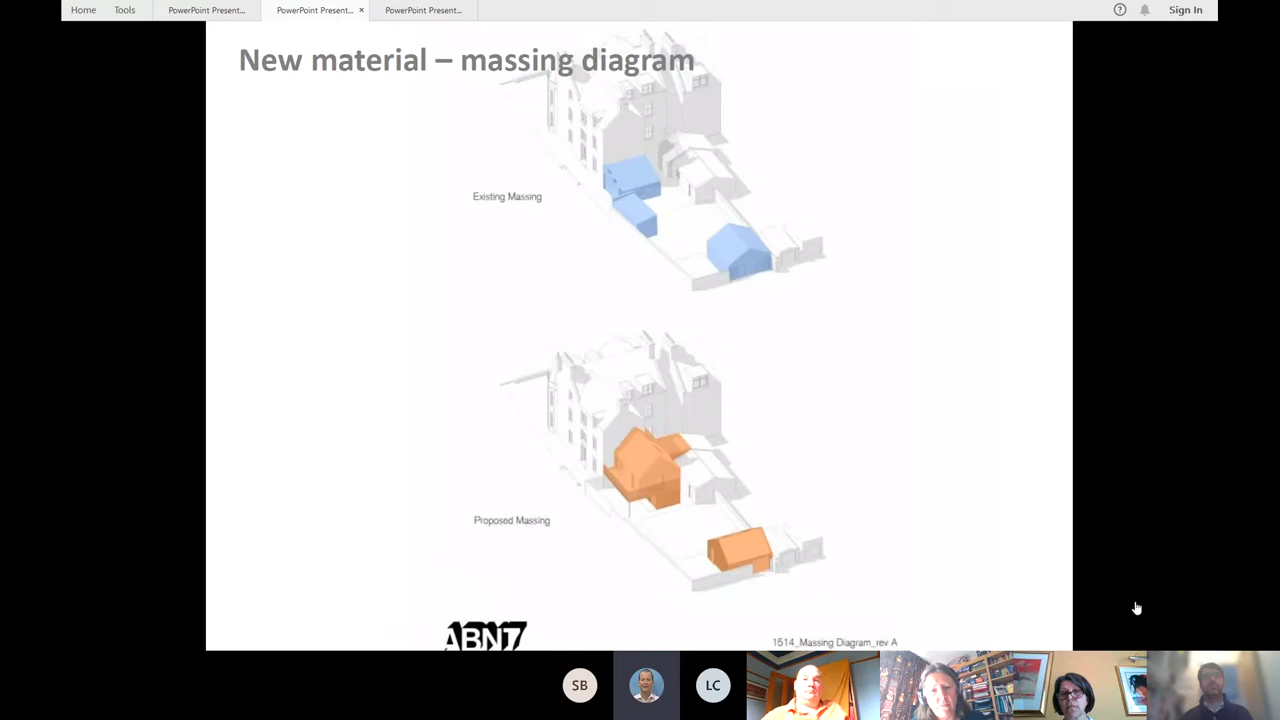 Home Tools PowerPoint Present... PowerPoint Present... × PowerPoint Present... Sign In
New material – massing diagram
Existing Massing
Proposed Massing
ABN7
1514_Massing Diagram_rev A
SB LC